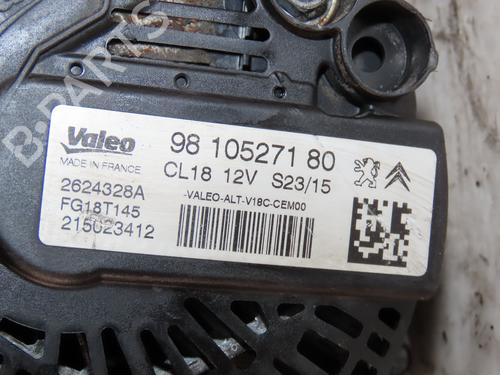 B-PARTS
Valeo
98 105271 80
MADE IN FRANCE
CL18 12V S23/15
2624328A
-VALEO-ALT-V18C-CEM00
FG18T145
215023412